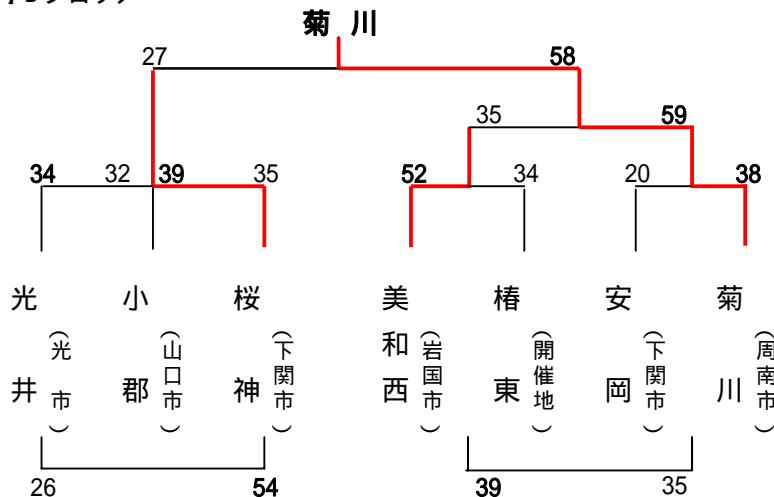 菊 川
27 58
35 59
34 32 39 35 52 34 20 38
光井（光市）
小郡（山口市）
桜神（下関市）
美和西（岩国市）
椿東（開催地）
安岡（下関市）
菊川（周南市）
26 54 39 35